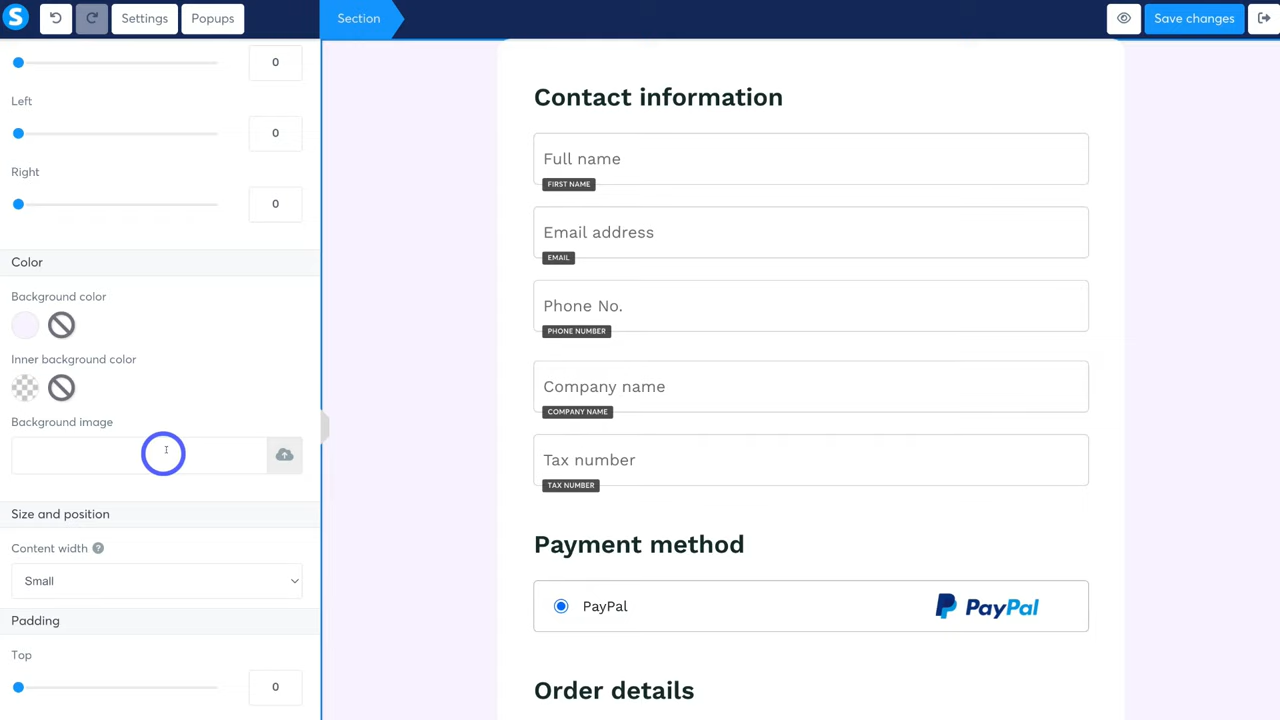 S
Settings
Popups
Section
Save changes
0
Left
0
Right
0
Color
Background color
Inner background color
Background image
Size and position
Content width ?
Small
Padding
Top
0
Contact information
Full name
FIRST NAME
Email address
EMAIL
Phone No.
PHONE NUMBER
Company name
COMPANY NAME
Tax number
TAX NUMBER
Payment method
PayPal
PayPal
Order details